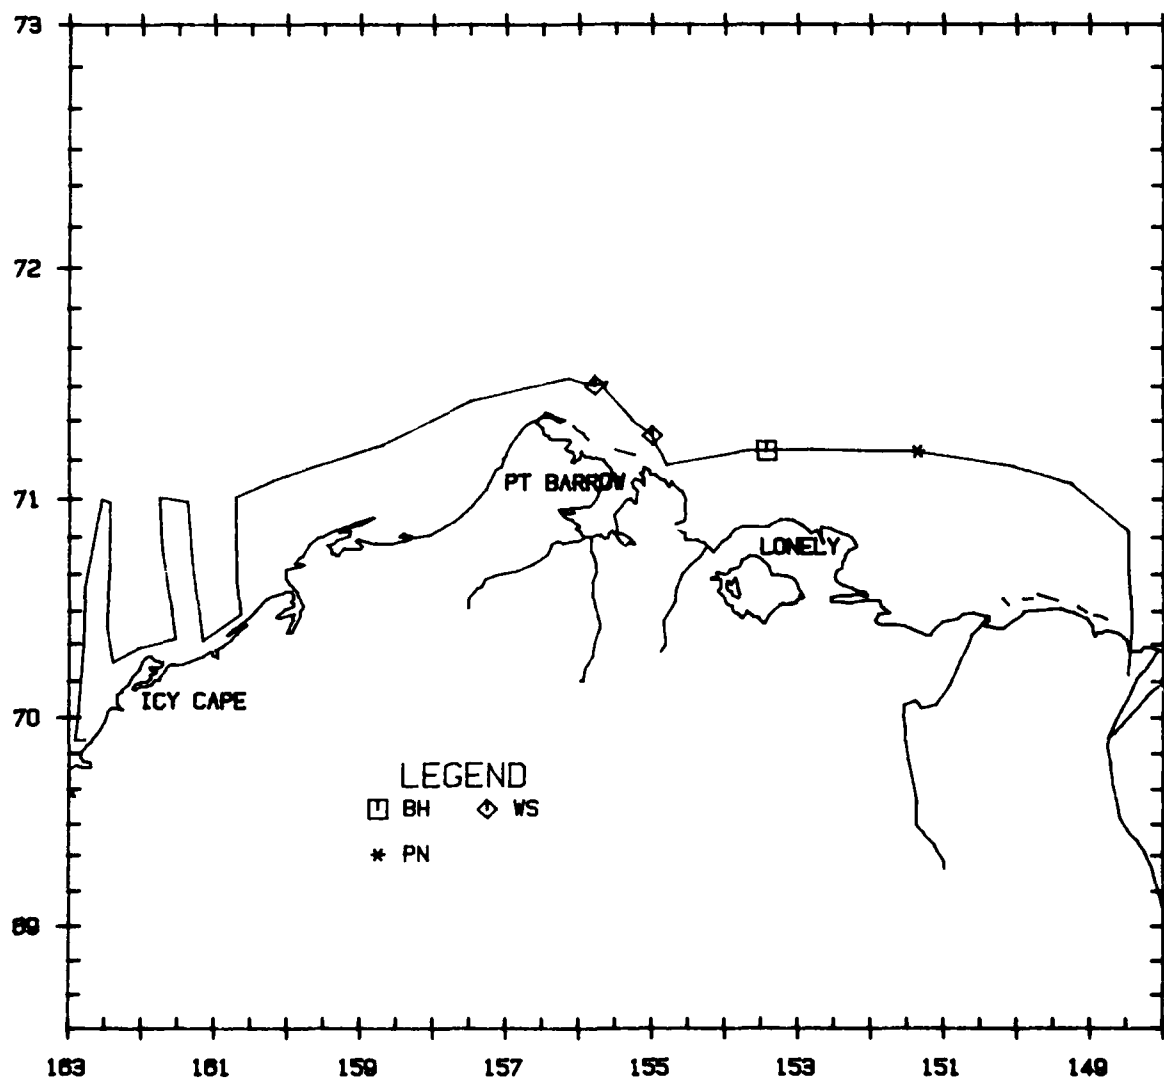 73
72
71
PT BARROW
LONELY
ICY CAPE
70
LEGEND
BH WS
PN
69
163 161 159 157 155 153 151 149